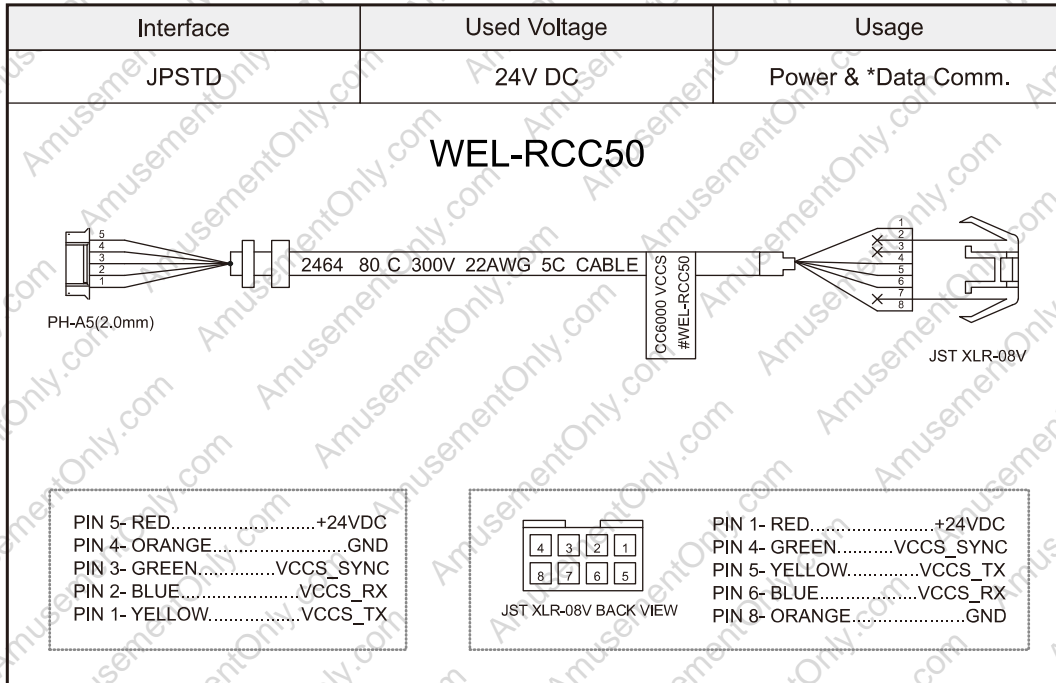 Interface Used Voltage Usage
JPSTD 24V DC Power & *Data Comm.
WEL-RCC50
5
4
3
2
1
PH-A5(2.0mm)
2464 80 C 300V 22AWG 5C CABLE
CC6000 VCCS
#WEL-RCC50
1
2
3
4
5
6
7
8
JST XLR-08V
PIN 5- RED......................+24VDC
PIN 4- ORANGE.....................GND
PIN 3- GREEN.............VCCS_SYNC
PIN 2- BLUE...................VCCS_RX
PIN 1- YELLOW...............VCCS_TX
4 3 2 1
8 7 6 5
JST XLR-08V BACK VIEW
PIN 1- RED...................+24VDC
PIN 4- GREEN.........VCCS_SYNC
PIN 5- YELLOW...........VCCS_TX
PIN 6- BLUE...............VCCS_RX
PIN 8- ORANGE.................GND
AmusementOnly.com